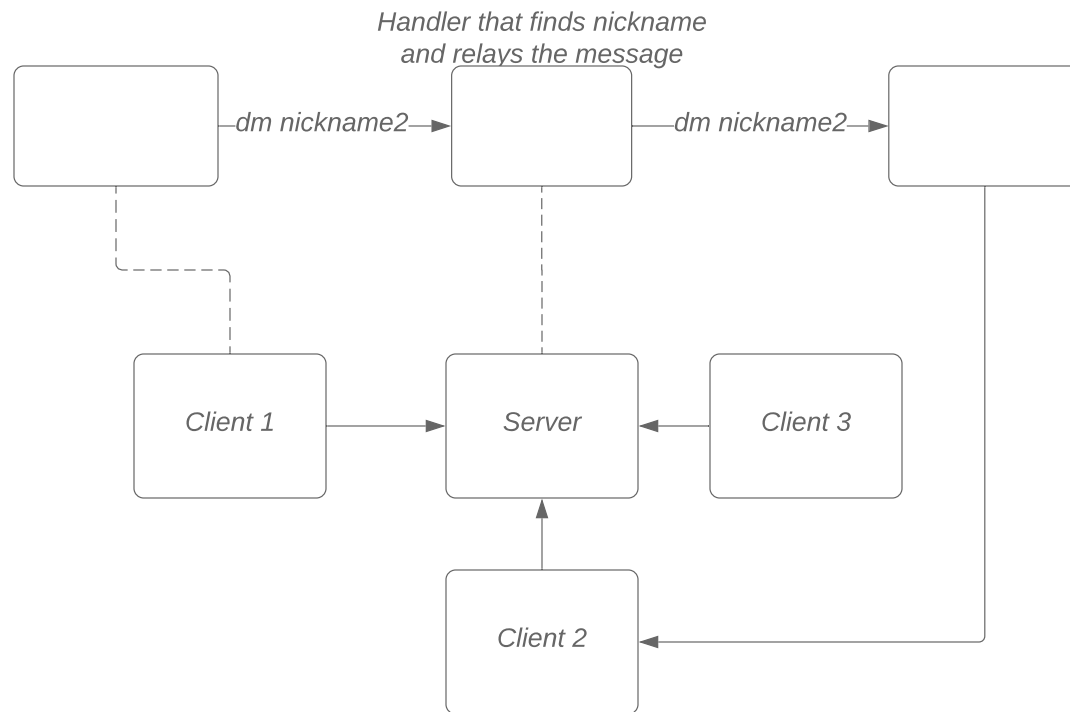 Handler that finds nickname
and relays the message
dm nickname2
dm nickname2
Client 1
Server
Client 3
Client 2